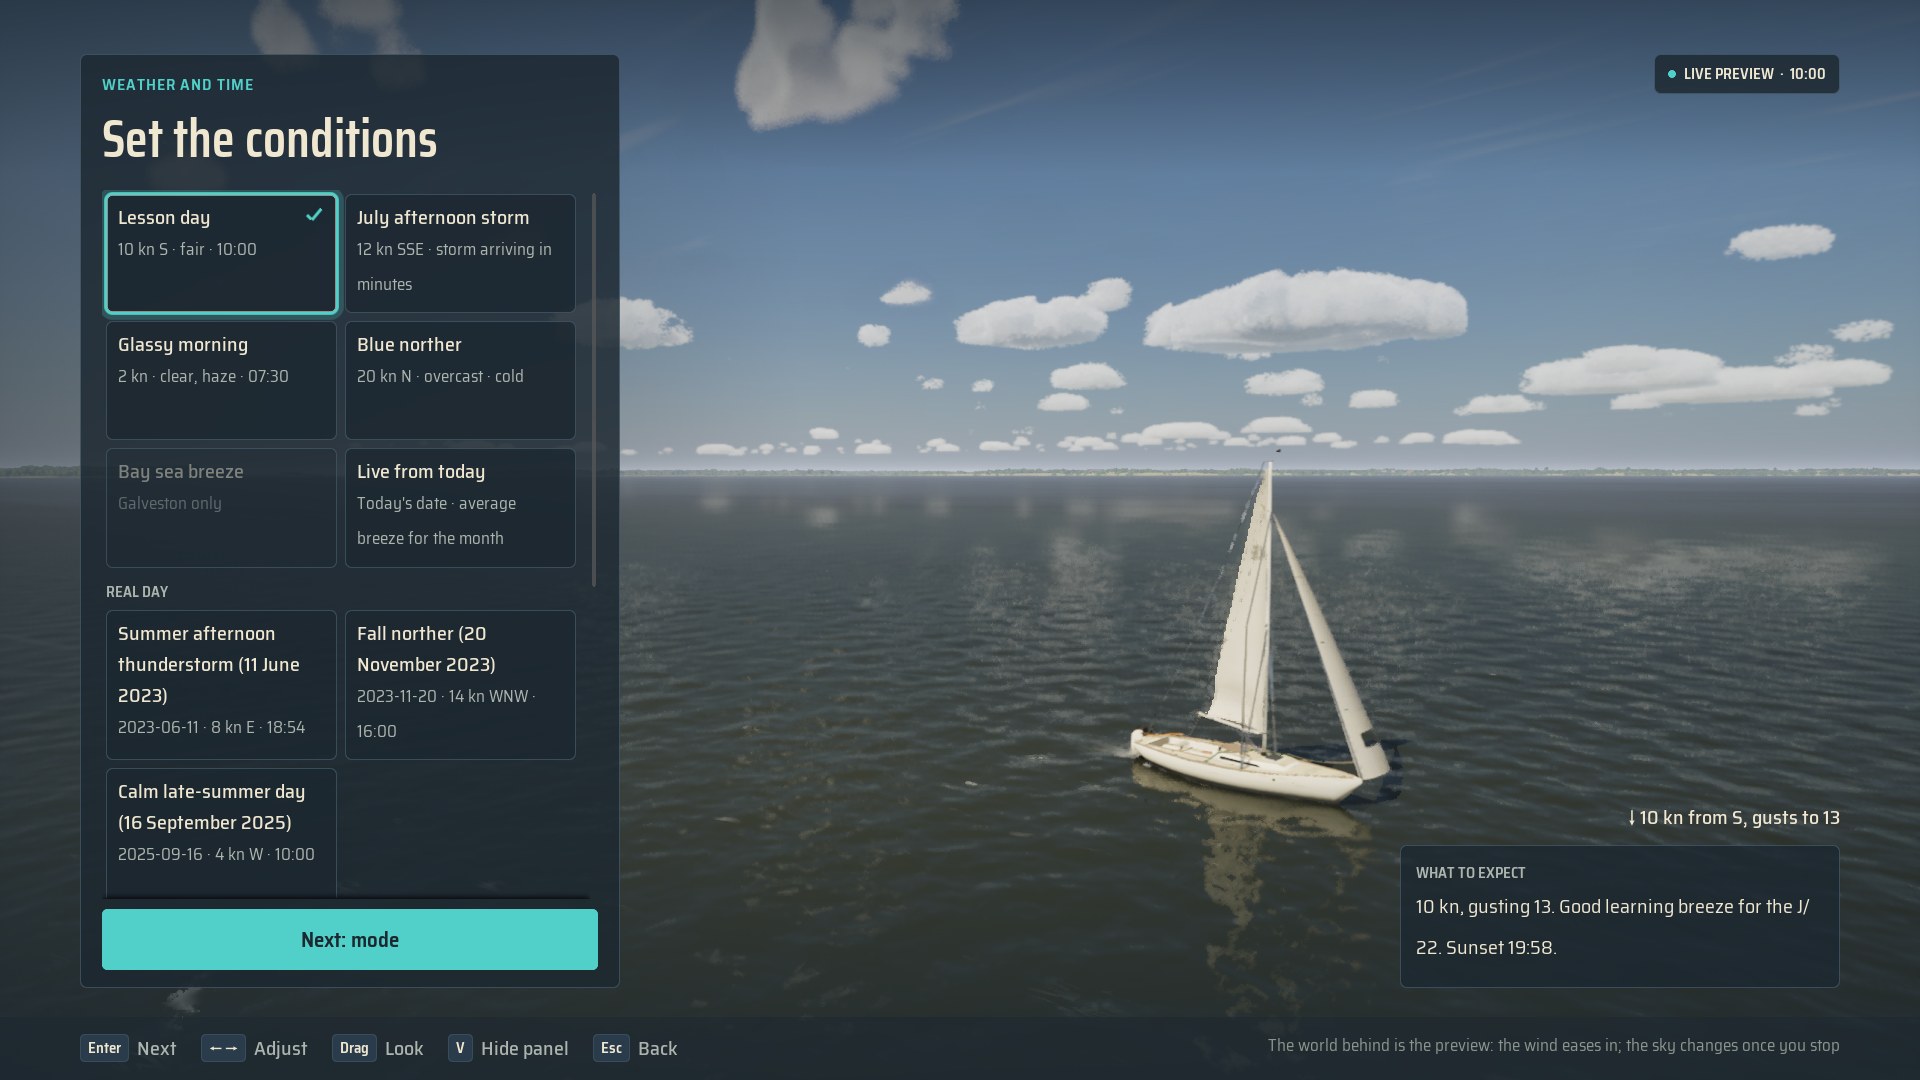 WEATHER AND TIME
Set the conditions
LIVE PREVIEW · 10:00
Lesson day
10 kn S · fair · 10:00
July afternoon storm
12 kn SSE · storm arriving in
minutes
Glassy morning
2 kn · clear, haze · 07:30
Blue norther
20 kn N · overcast · cold
Bay sea breeze
Galveston only
Live from today
Today's date · average
breeze for the month
REAL DAY
Summer afternoon
thunderstorm (11 June
2023)
2023-06-11 · 8 kn E · 18:54
Fall norther (20
November 2023)
2023-11-20 · 14 kn WNW ·
16:00
Calm late-summer day
(16 September 2025)
2025-09-16 · 4 kn W · 10:00
Next: mode
↓ 10 kn from S, gusts to 13
WHAT TO EXPECT
10 kn, gusting 13. Good learning breeze for the J/
22. Sunset 19:58.
Enter Next ←→ Adjust Drag Look V Hide panel Esc Back
The world behind is the preview: the wind eases in; the sky changes once you stop